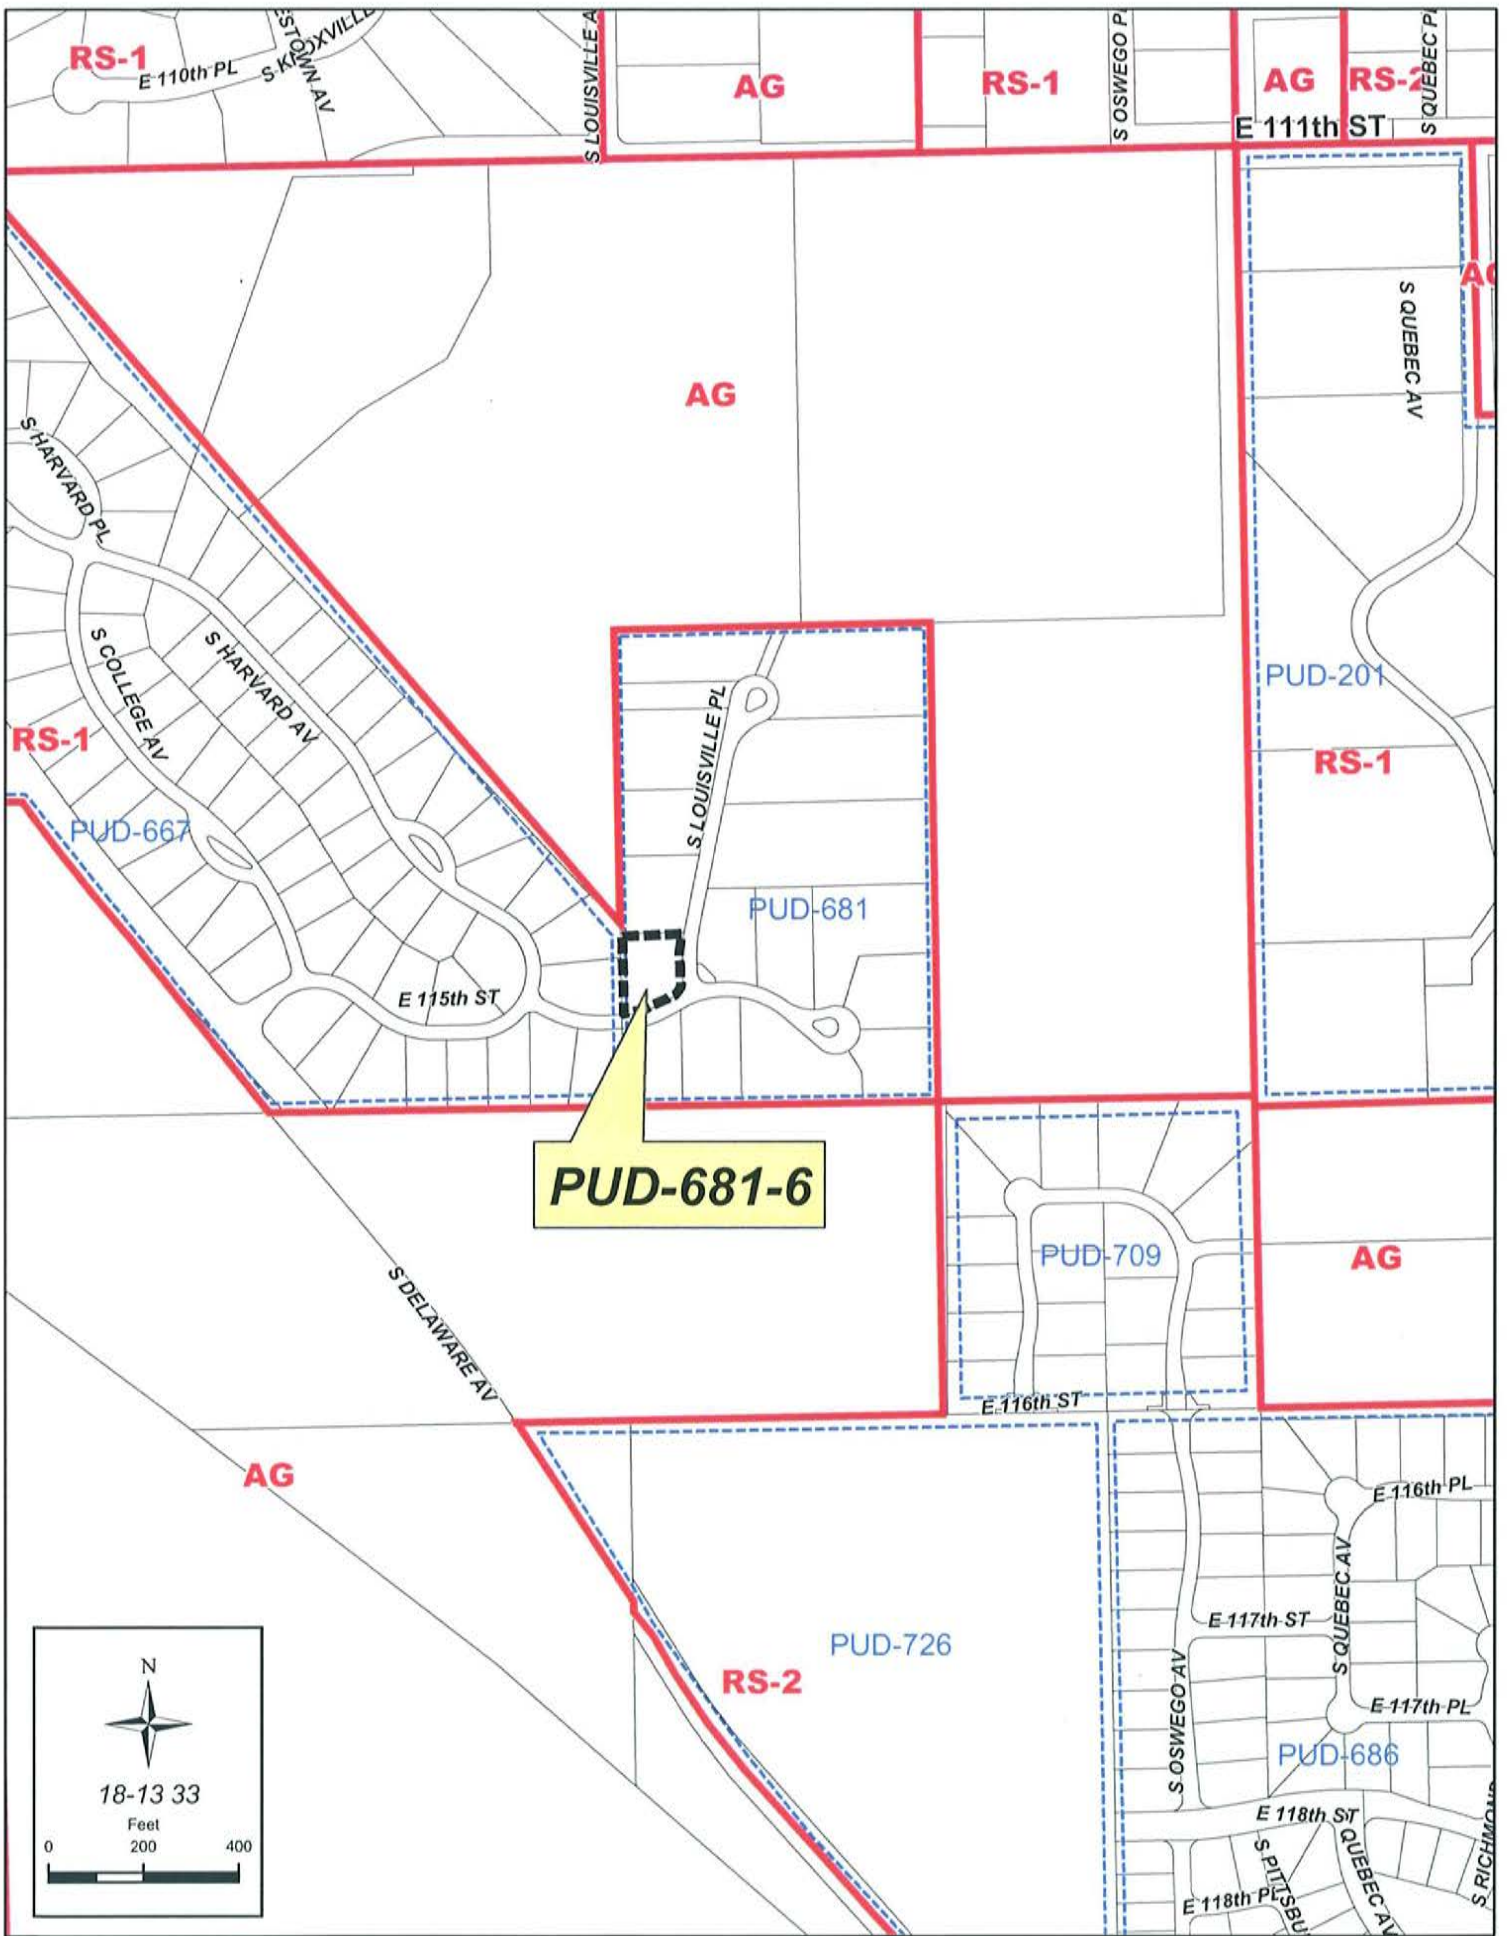 RS-1
E 110th PL
S KNOXVILLE
ESTOWN AV
S LOUISVILLE A
AG
RS-1
S OSWEGO PL
AG
RS-2
S QUEBEC PL
E 111th ST
AG
S QUEBEC AV
AG
S HARVARD PL
S COLLEGE AV
S HARVARD AV
S LOUISVILLE PL
PUD-201
RS-1
RS-1
PUD-667
PUD-681
E 115th ST
PUD-681-6
PUD-709
AG
S DELAWARE AV
E 116th ST
AG
E 116th PL
S QUEBEC AV
E 117th ST
PUD-726
RS-2
S OSWEGO AV
E 117th PL
PUD-686
E 118th ST
S PITTSBU
QUEBEC AV
S RICHMOND
E 118th PL
N
18-13 33
Feet
0 200 400